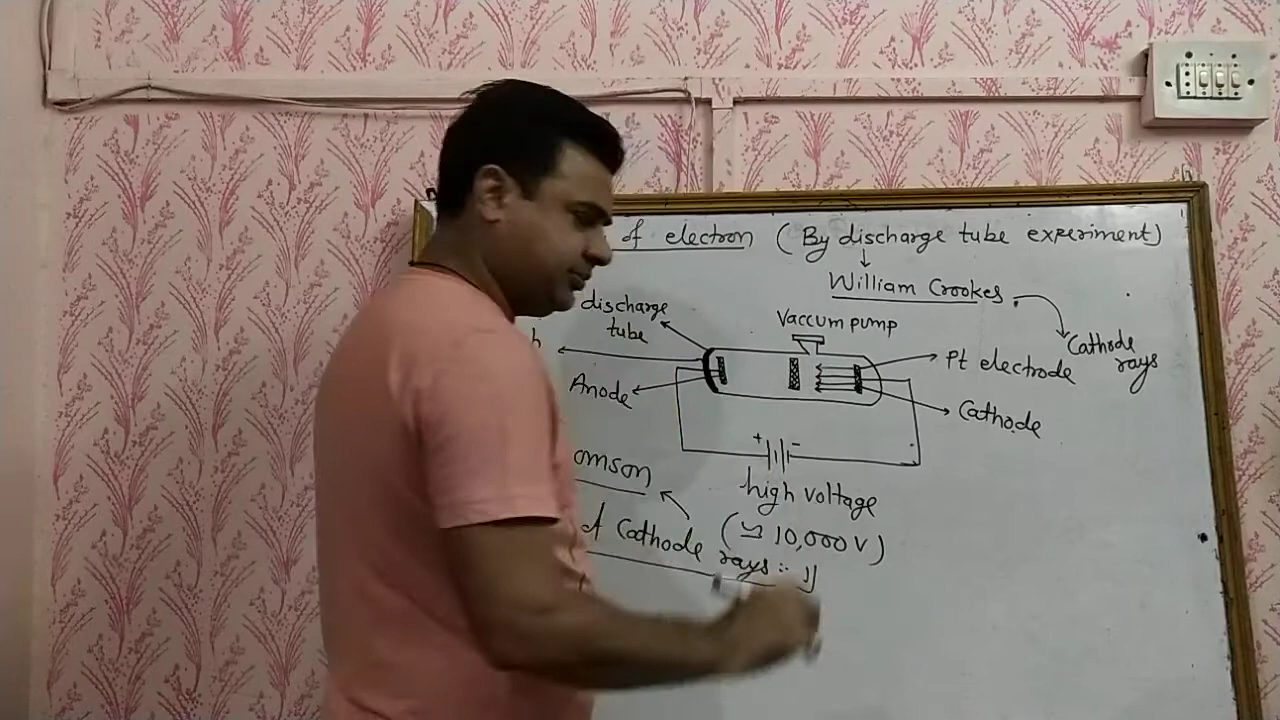 of electron (By discharge tube experiment)
William Crookes
Cathode
rays
discharge
tube
Vaccum pump
Pt electrode
Anode
Cathode
+ -
omson
high voltage
(≃ 10,000 V)
of Cathode rays :-